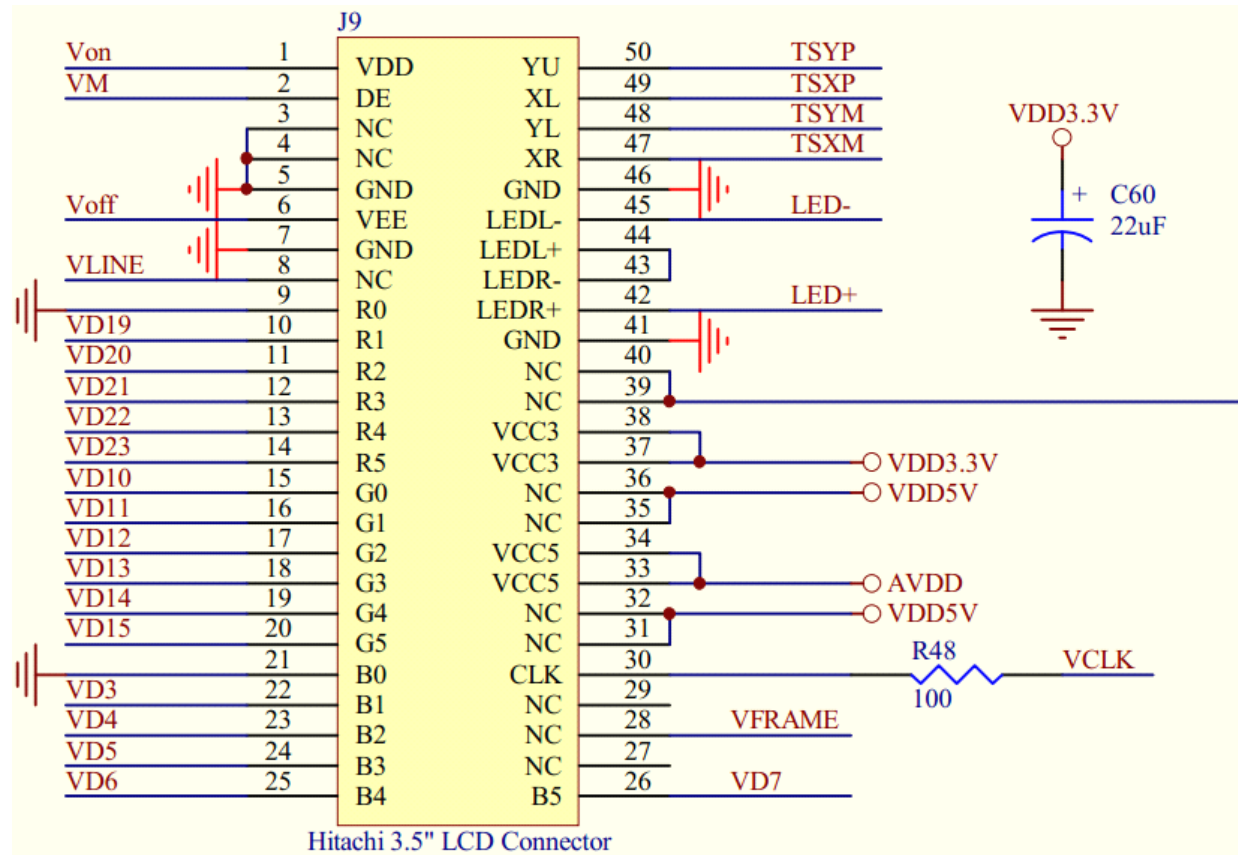 J9
Von 1 VDD YU 50 TSYP
VM 2 DE XL 49 TSXP
3 NC YL 48 TSYM
4 NC XR 47 TSXM
5 GND GND 46
Voff 6 VEE LEDL- 45 LED-
7 GND LEDL+ 44
VLINE 8 NC LEDR- 43
9 R0 LEDR+ 42 LED+
VD19 10 R1 GND 41
VD20 11 R2 NC 40
VD21 12 R3 NC 39
VD22 13 R4 VCC3 38
VD23 14 R5 VCC3 37 VDD3.3V
VD10 15 G0 NC 36 VDD5V
VD11 16 G1 NC 35
VD12 17 G2 VCC5 34
VD13 18 G3 VCC5 33 AVDD
VD14 19 G4 NC 32 VDD5V
VD15 20 G5 NC 31
21 B0 CLK 30 R48 100 VCLK
VD3 22 B1 NC 29
VD4 23 B2 NC 28 VFRAME
VD5 24 B3 NC 27
VD6 25 B4 B5 26 VD7
Hitachi 3.5" LCD Connector
VDD3.3V
+ C60
22uF